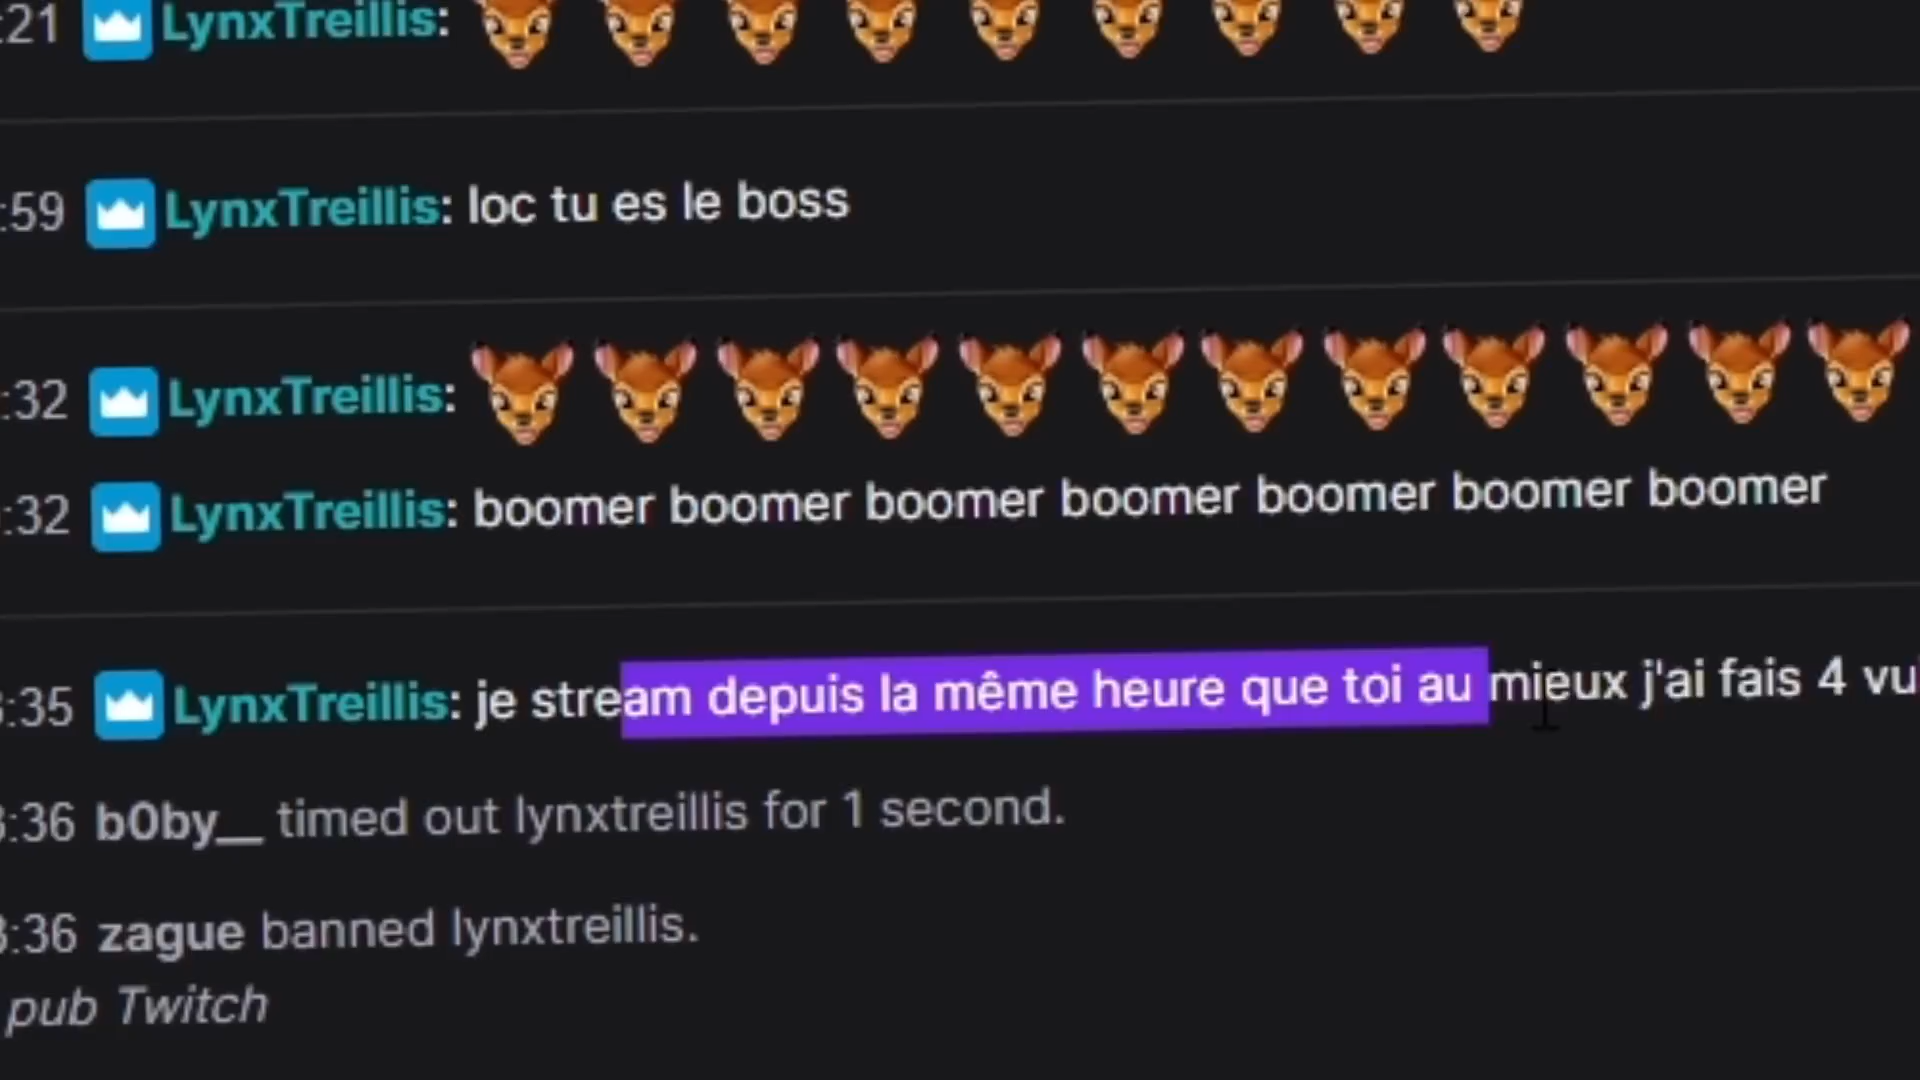 :21 LynxTreillis:
:59 LynxTreillis: loc tu es le boss
:32 LynxTreillis:
:32 LynxTreillis: boomer boomer boomer boomer boomer boomer boomer
:35 LynxTreillis: je stream depuis la même heure que toi au mieux j'ai fais 4 vu
:36 b0by__ timed out lynxtreillis for 1 second.
:36 zague banned lynxtreillis.
pub Twitch